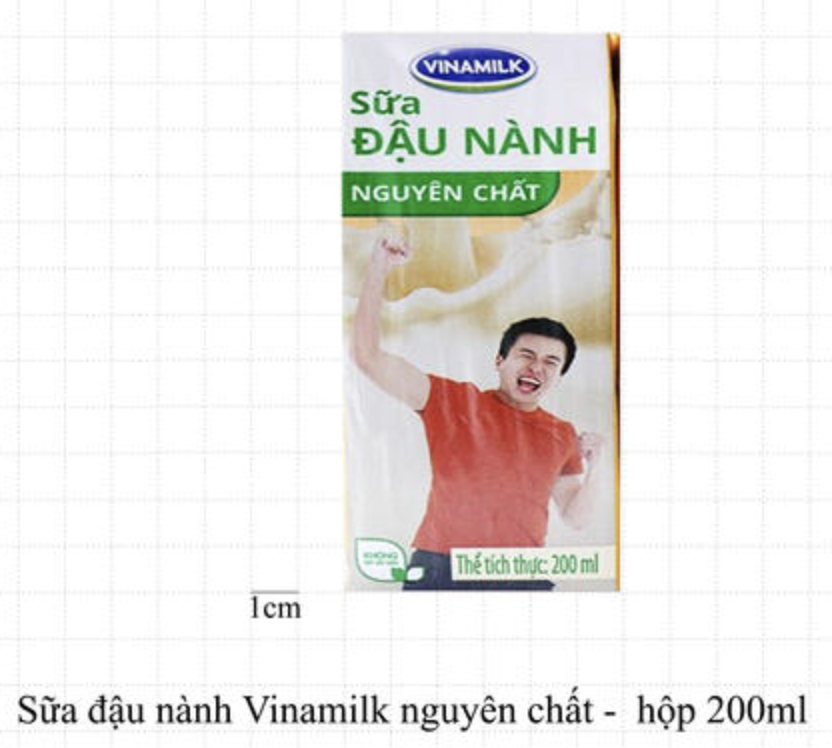 VINAMILK
Sữa
ĐẬU NÀNH
NGUYÊN CHẤT
KHÔNG
Thể tích thực: 200 ml
1cm
Sữa đậu nành Vinamilk nguyên chất - hộp 200ml